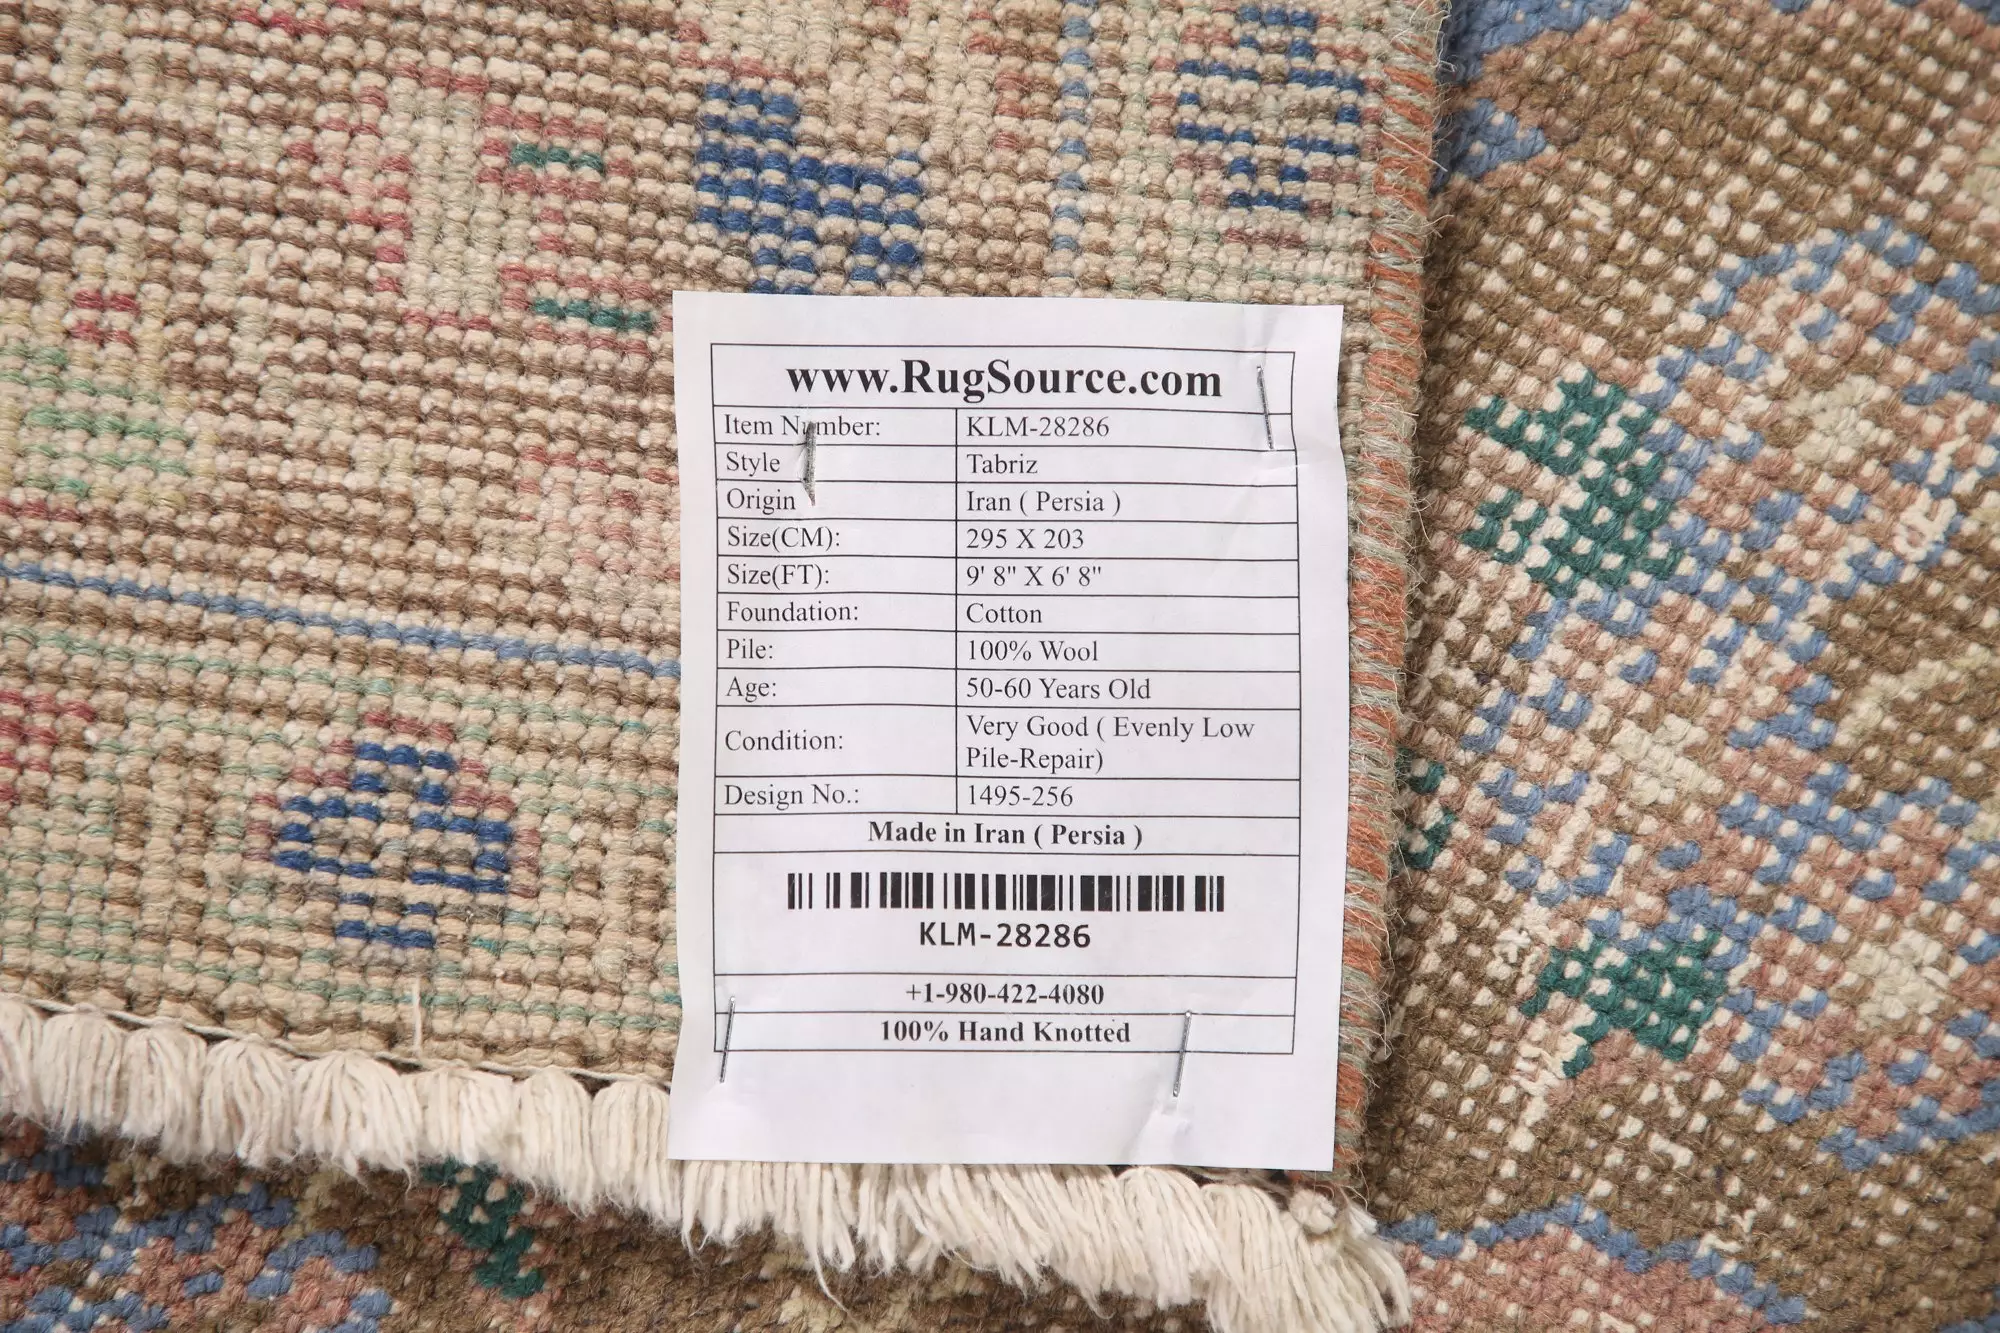 www.RugSource.com
Item Number: KLM-28286
Style Tabriz
Origin Iran ( Persia )
Size(CM): 295 X 203
Size(FT): 9' 8" X 6' 8"
Foundation: Cotton
Pile: 100% Wool
Age: 50-60 Years Old
Condition: Very Good ( Evenly Low
Pile-Repair)
Design No.: 1495-256
Made in Iran ( Persia )
KLM-28286
+1-980-422-4080
100% Hand Knotted